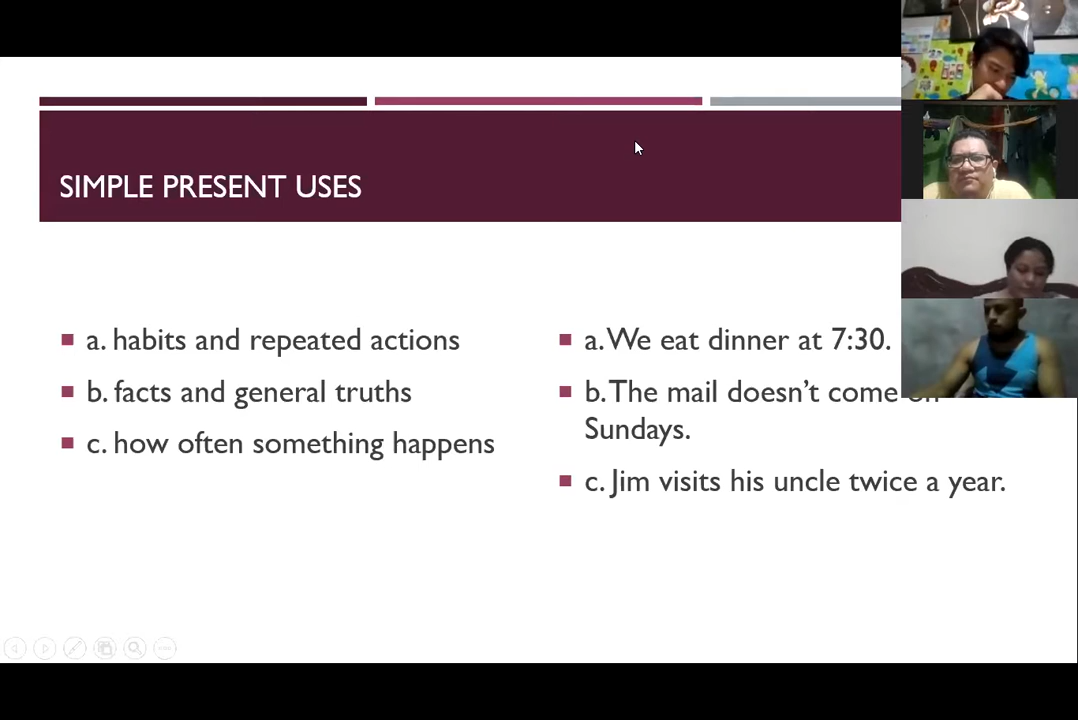 SIMPLE PRESENT USES
a. habits and repeated actions
b. facts and general truths
c. how often something happens
a. We eat dinner at 7:30.
b. The mail doesn't come on
Sundays.
c. Jim visits his uncle twice a year.